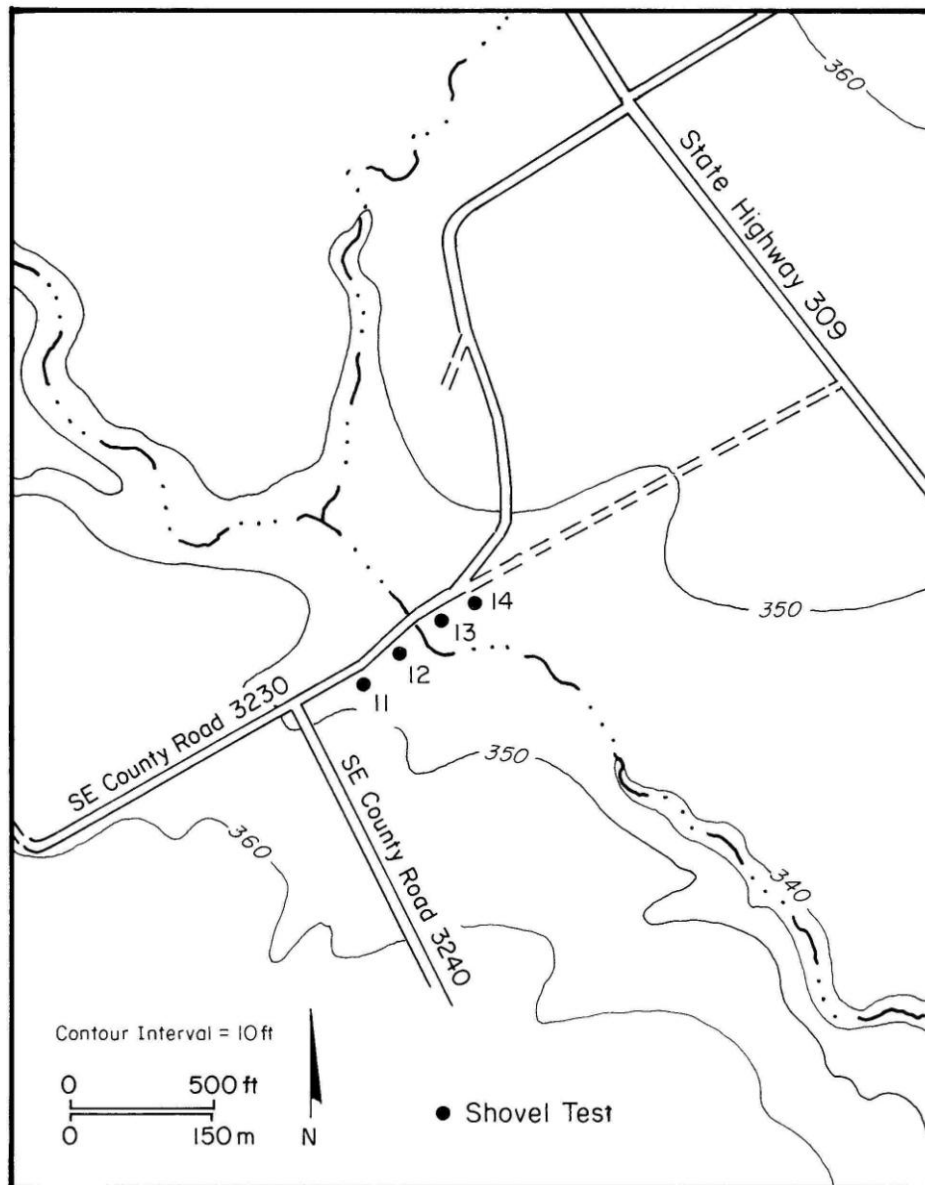 360
State Highway 309
350
14
13
12
11
SE County Road 3230
350
SE County Road 3240
360
340
Contour Interval = 10 ft
0 500 ft
0 150 m
N
Shovel Test